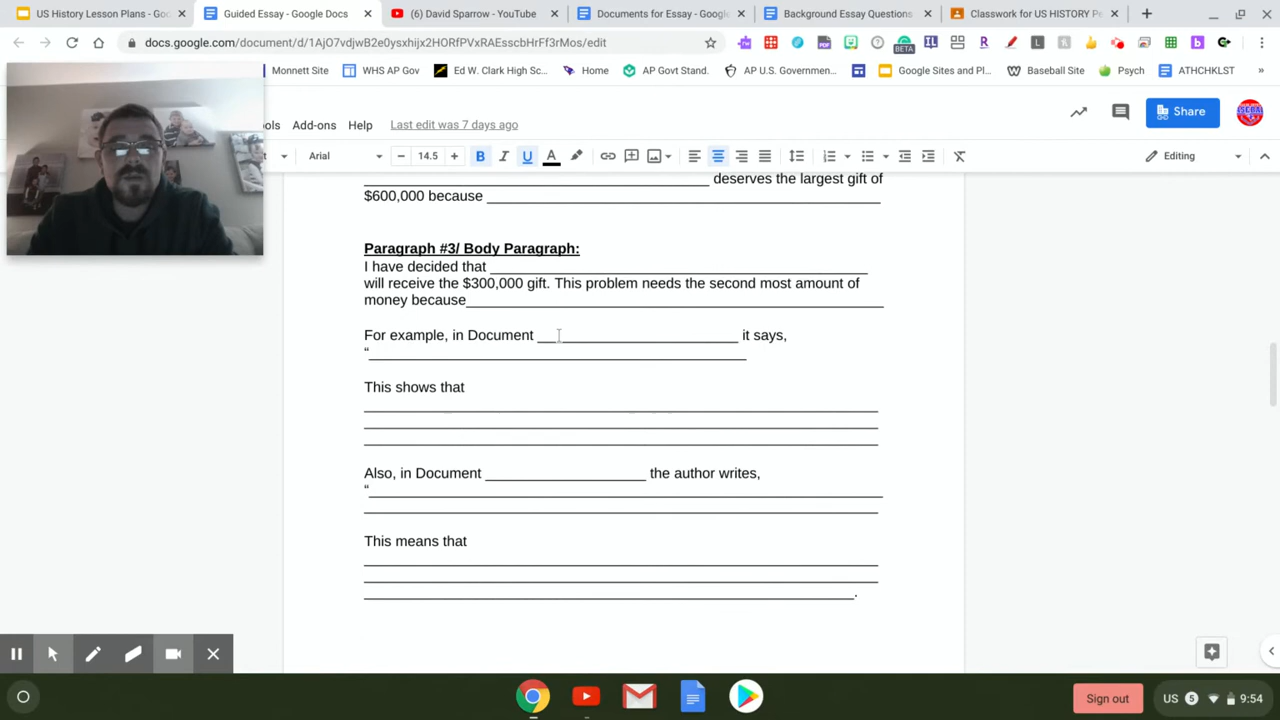 US History Lesson Plans - Goo
Guided Essay - Google Docs
(1) David Sparrow - YouTube
Documents for Essay - Google
Background Essay Questions
Classwork for US HISTORY Pe
docs.google.com/document/d/1AjO7vdjwB2e0ysxhijx2HORfPVxRAEsscbHrFf3rMos/edit
BETA
Monnett Site
WHS AP Gov
Ed W. Clark High Sc...
Home
AP Govt Stand.
AP U.S. Governmen...
Google Sites and Pl...
Baseball Site
Psych
ATHCHKLST
ols
Add-ons
Help
Last edit was 7 days ago
Share
Arial
14.5
Editing
deserves the largest gift of
$600,000 because
Paragraph #3/ Body Paragraph:
I have decided that
will receive the $300,000 gift. This problem needs the second most amount of
money because
For example, in Document it says,
“
This shows that
Also, in Document the author writes,
“
This means that
.
Sign out
US 5 9:54